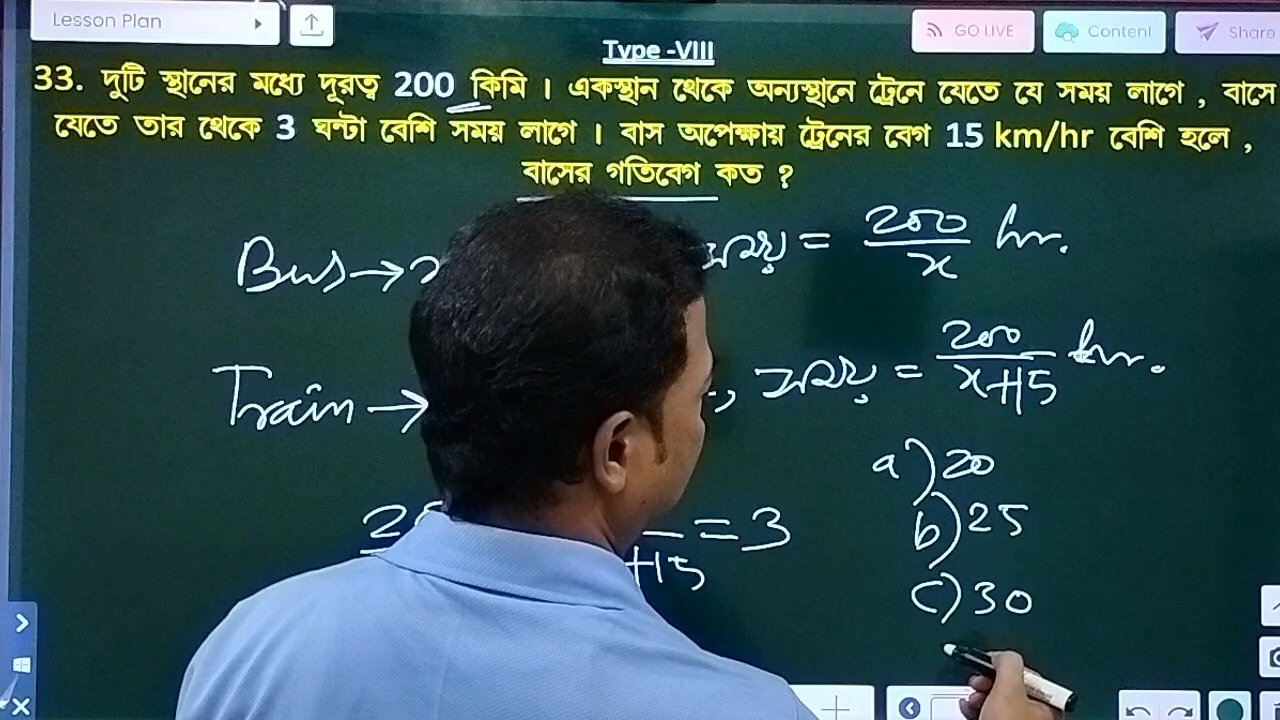 Lesson Plan
GO LIVE
Content
Share
Type -VIII
33. দুটি স্থানের মধ্যে দূরত্ব 200 কিমি । একস্থান থেকে অন্যস্থানে ট্রেনে যেতে যে সময় লাগে , বাসে
যেতে তার থেকে 3 ঘন্টা বেশি সময় লাগে । বাস অপেক্ষায় ট্রেনের বেগ 15 km/hr বেশি হলে ,
বাসের গতিবেগ কত ?
Bus→x সময় = 200/x hr.
Train→ , সময় = 200/x+15 hr.
+15 =3
a) 20
b) 25
c) 30